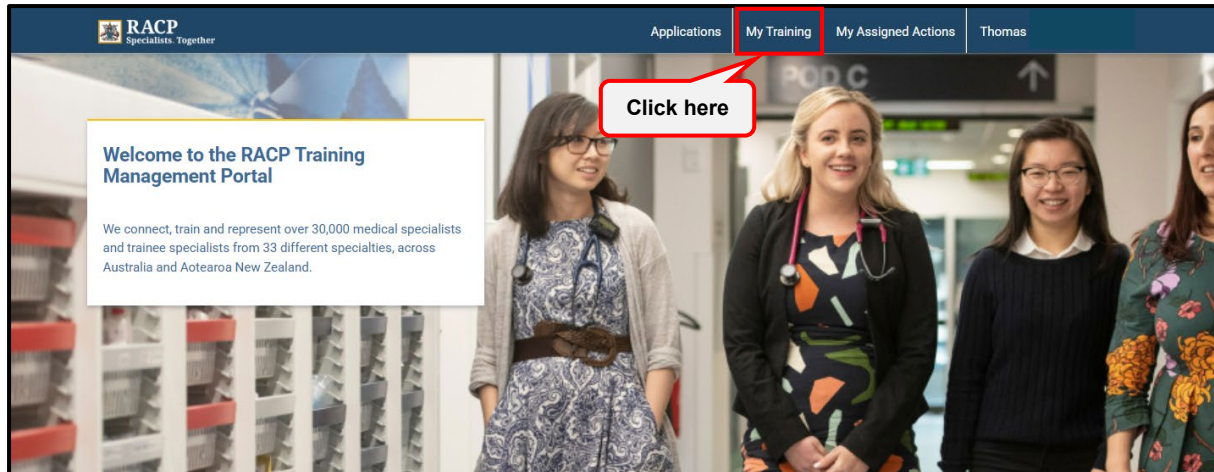 RACP
Specialists. Together
Applications
My Training
My Assigned Actions
Thomas
Click here
POD C
Welcome to the RACP Training
Management Portal
We connect, train and represent over 30,000 medical specialists
and trainee specialists from 33 different specialties, across
Australia and Aotearoa New Zealand.